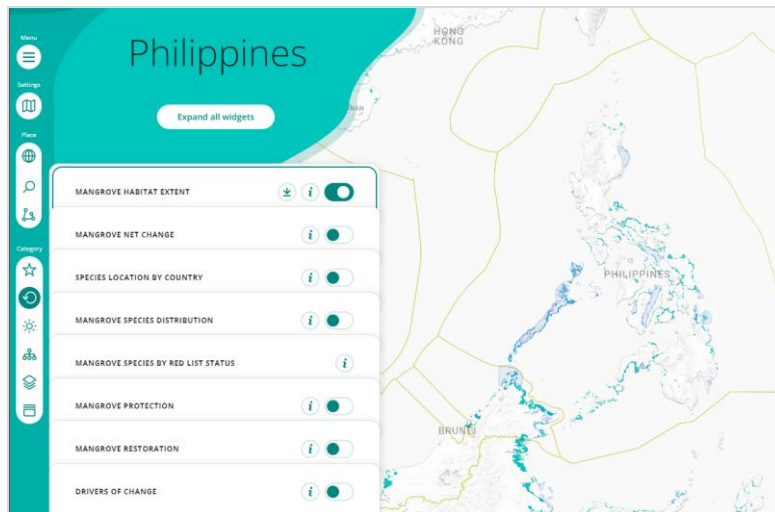 Menu
Settings
Place
Category
Philippines
Expand all widgets
MANGROVE HABITAT EXTENT
MANGROVE NET CHANGE
SPECIES LOCATION BY COUNTRY
MANGROVE SPECIES DISTRIBUTION
MANGROVE SPECIES BY RED LIST STATUS
MANGROVE PROTECTION
MANGROVE RESTORATION
DRIVERS OF CHANGE
HONG
KONG
PHILIPPINES
BRUNEI